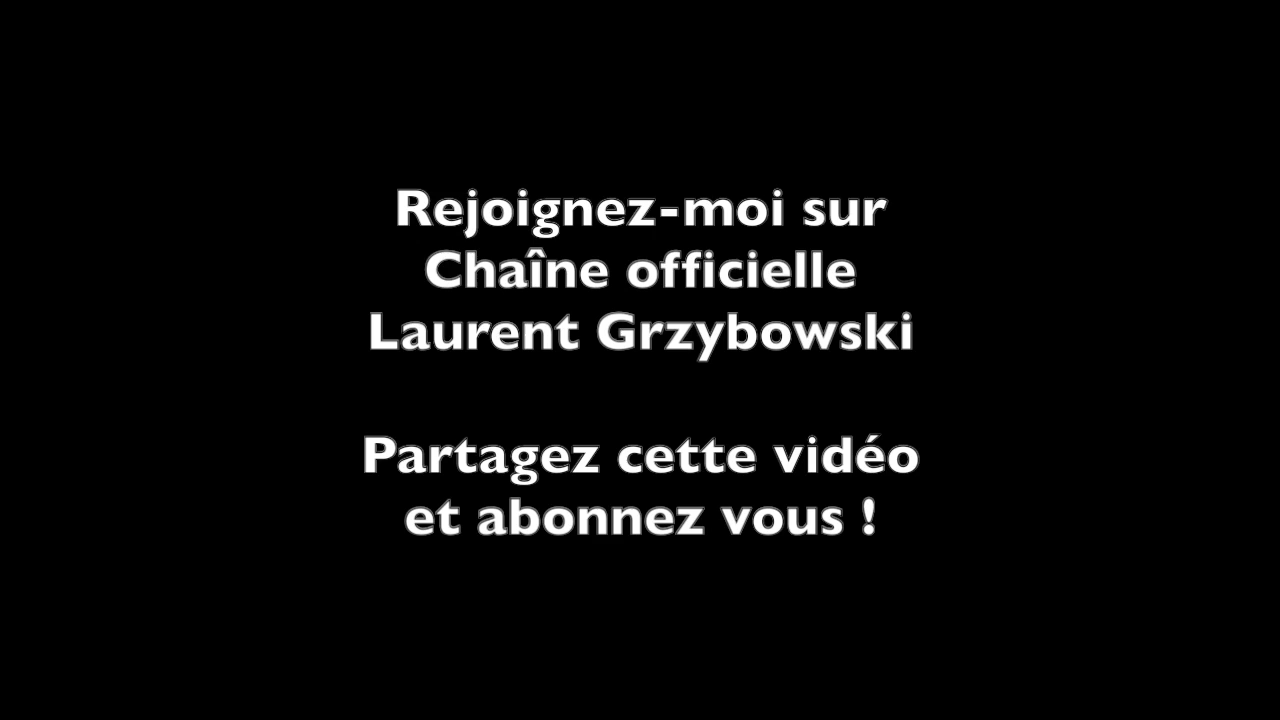 Rejoignez-moi sur
Chaîne officielle
Laurent Grzybowski
Partagez cette vidéo
et abonnez vous !